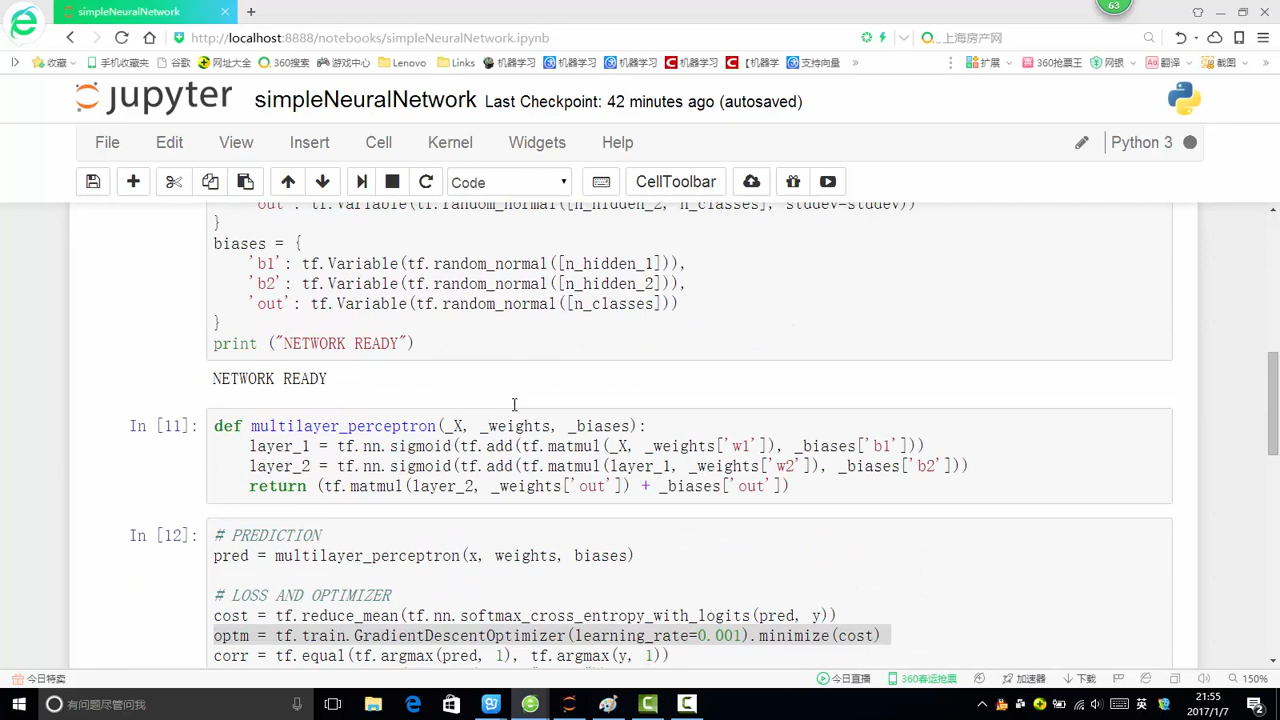 simpleNeuralNetwork
63
http://localhost:8888/notebooks/simpleNeuralNetwork.ipynb
上海房产网
收藏 手机收藏夹 谷歌 网址大全 360搜索 游戏中心 Lenovo Links 机器学习 机器学习 机器学习 机器学习 【机器学 支持向量 » 扩展 360抢票王 网银 翻译 截图 »
jupyter simpleNeuralNetwork Last Checkpoint: 42 minutes ago (autosaved)
File Edit View Insert Cell Kernel Widgets Help Python 3
Code CellToolbar
'out': tf.Variable(tf.random_normal([n_hidden_2, n_classes], stddev=stddev))
}
biases = {
'b1': tf.Variable(tf.random_normal([n_hidden_1])),
'b2': tf.Variable(tf.random_normal([n_hidden_2])),
'out': tf.Variable(tf.random_normal([n_classes]))
}
print ("NETWORK READY")
NETWORK READY
In [11]: def multilayer_perceptron(_X, _weights, _biases):
layer_1 = tf.nn.sigmoid(tf.add(tf.matmul(_X, _weights['w1']), _biases['b1']))
layer_2 = tf.nn.sigmoid(tf.add(tf.matmul(layer_1, _weights['w2']), _biases['b2']))
return (tf.matmul(layer_2, _weights['out']) + _biases['out'])
In [12]: # PREDICTION
pred = multilayer_perceptron(x, weights, biases)
# LOSS AND OPTIMIZER
cost = tf.reduce_mean(tf.nn.softmax_cross_entropy_with_logits(pred, y))
optm = tf.train.GradientDescentOptimizer(learning_rate=0.001).minimize(cost)
corr = tf.equal(tf.argmax(pred, 1), tf.argmax(y, 1))
今日特卖 今日直播 360春运抢票 加速器 下载 150%
有问题尽管问我 英 21:55
2017/1/7